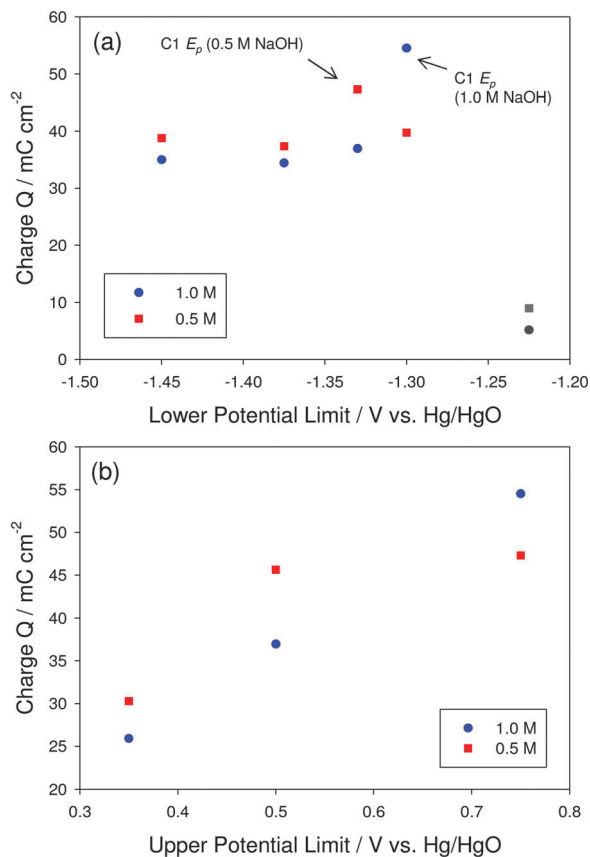 (a)
C1 Ep (0.5 M NaOH)
C1 Ep
(1.0 M NaOH)
60
50
40
30
20
10
0
Charge Q / mC cm-2
1.0 M
0.5 M
-1.50 -1.45 -1.40 -1.35 -1.30 -1.25 -1.20
Lower Potential Limit / V vs. Hg/HgO
(b)
60
55
50
45
40
35
30
25
20
Charge Q / mC cm-2
1.0 M
0.5 M
0.3 0.4 0.5 0.6 0.7 0.8
Upper Potential Limit / V vs. Hg/HgO